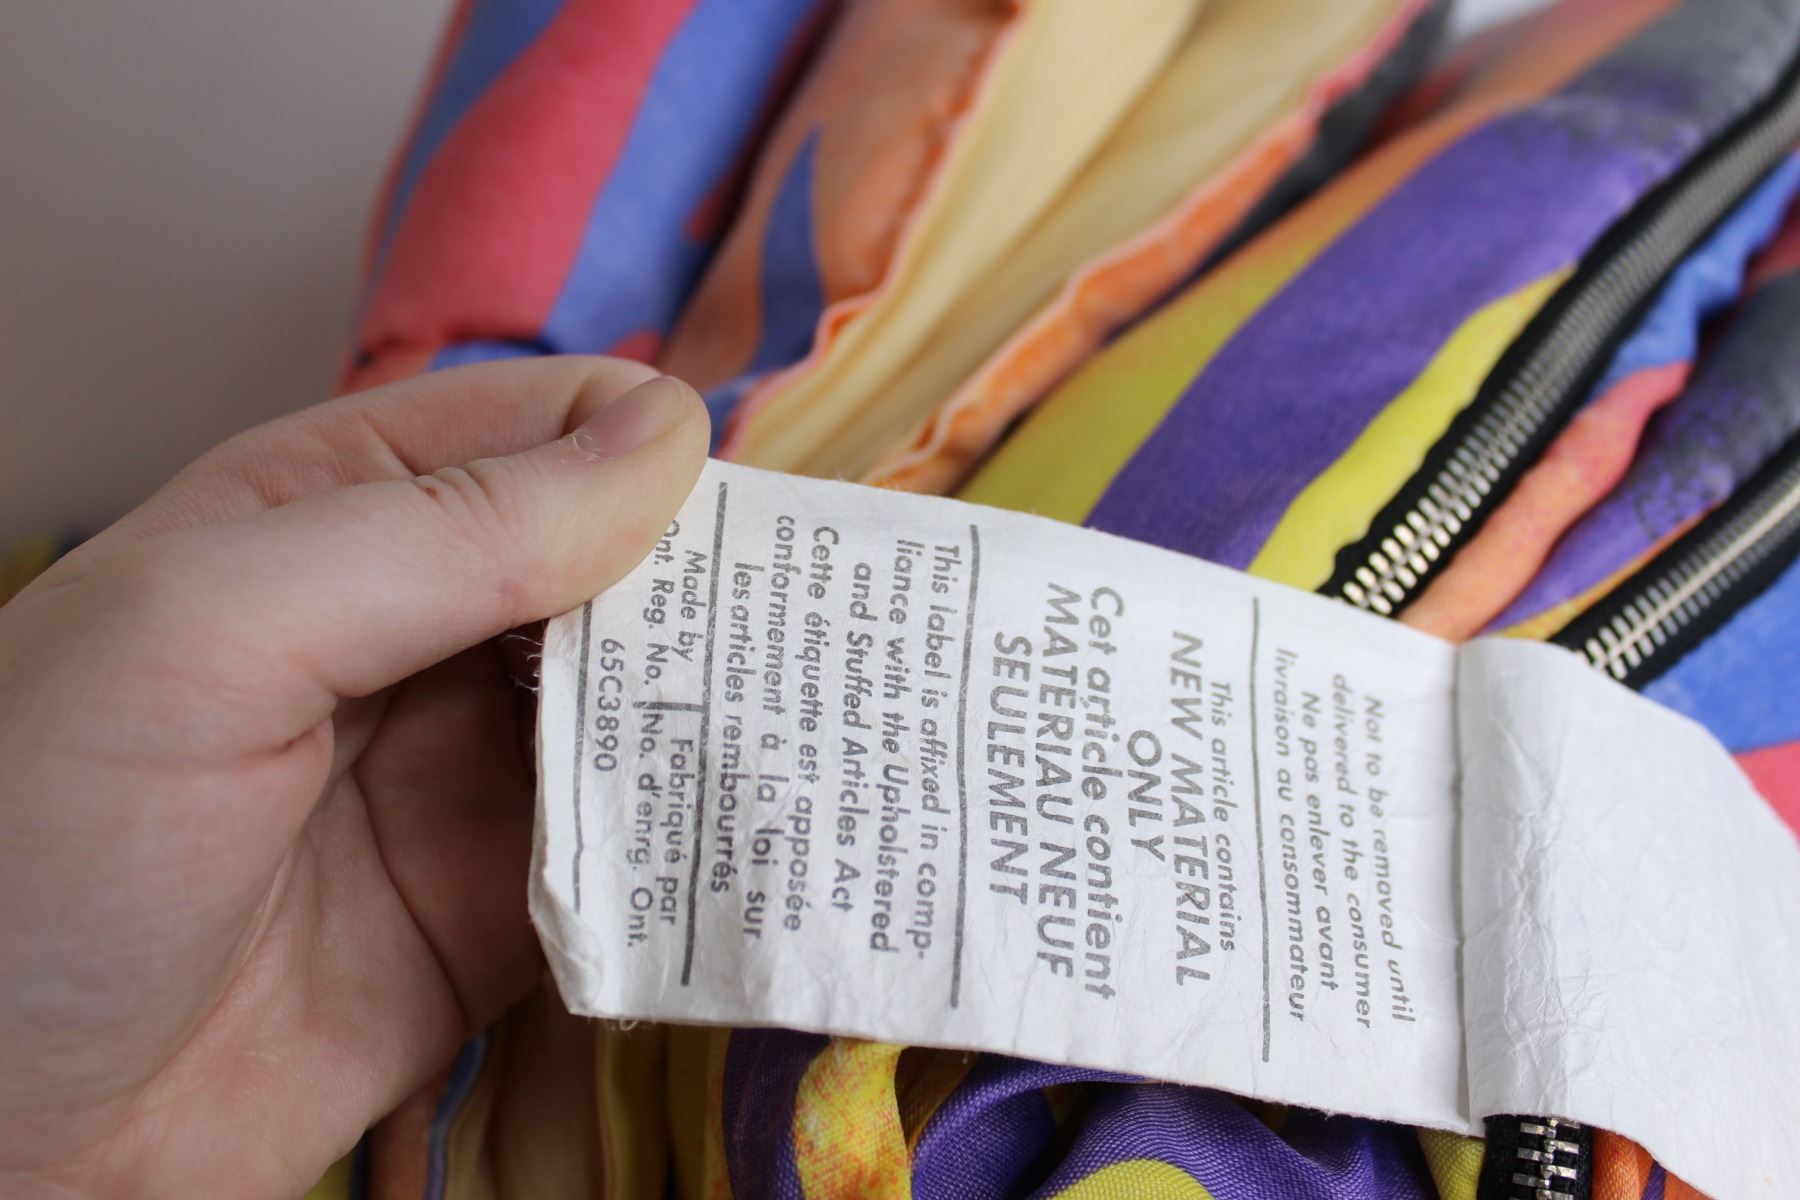 Not to be removed until
delivered to the consumer
Ne pas enlever avant
livraison au consommateur
This article contains
NEW MATERIAL
ONLY
Cet article contient
MATERIAU NEUF
SEULEMENT
This label is affixed in comp-
liance with the Upholstered
and Stuffed Articles Act
Cette étiquette est apposée
conformement à la loi sur
les articles rembourrés
Made by Fabriqué par
Ont. Reg. No. No. d'enrg. Ont.
65C3890